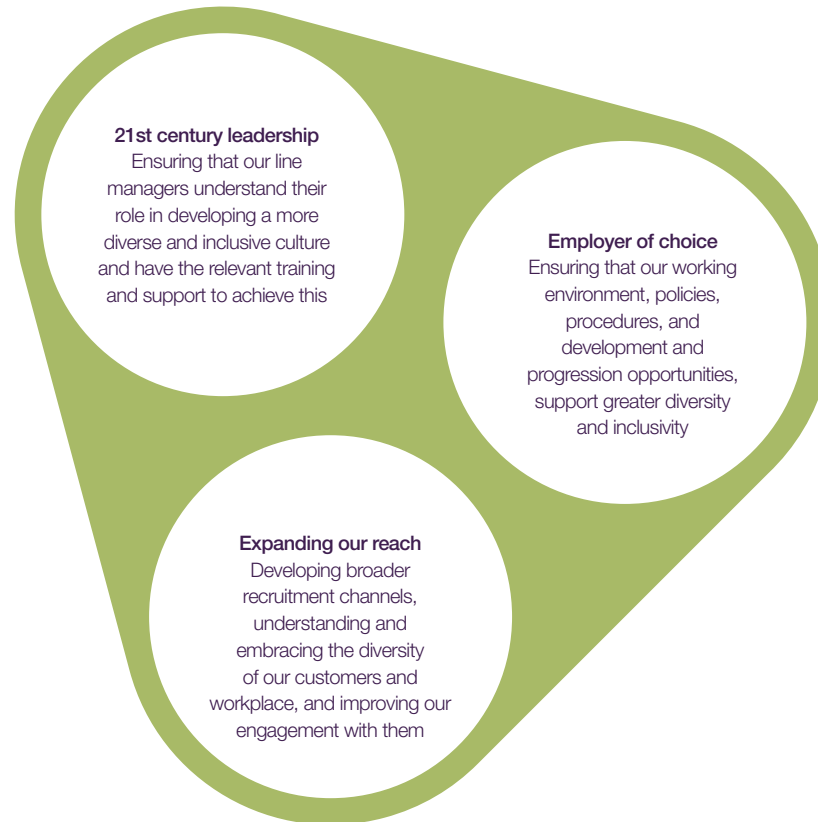 21st century leadership
Ensuring that our line
managers understand their
role in developing a more
diverse and inclusive culture
and have the relevant training
and support to achieve this
Employer of choice
Ensuring that our working
environment, policies,
procedures, and
development and
progression opportunities,
support greater diversity
and inclusivity
Expanding our reach
Developing broader
recruitment channels,
understanding and
embracing the diversity
of our customers and
workplace, and improving our
engagement with them